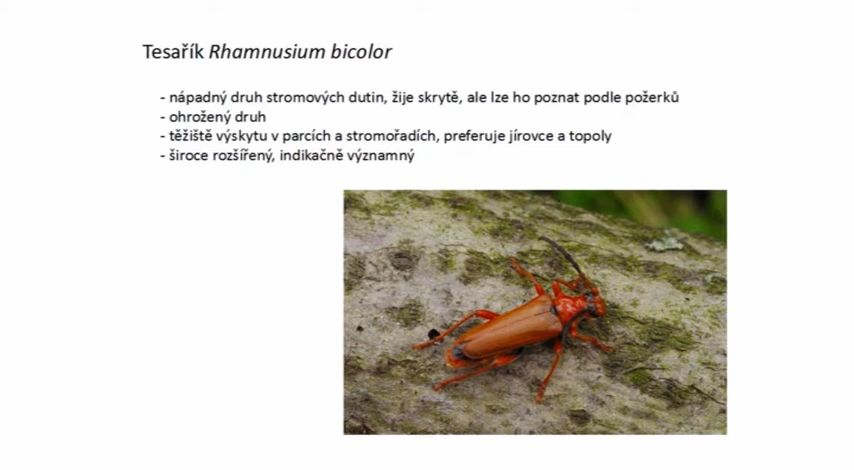 Tesařík Rhamnusium bicolor
- nápadný druh stromových dutin, žije skrytě, ale lze ho poznat podle požerků
- ohrožený druh
- těžiště výskytu v parcích a stromořadích, preferuje jírovce a topoly
- široce rozšířený, indikačně významný